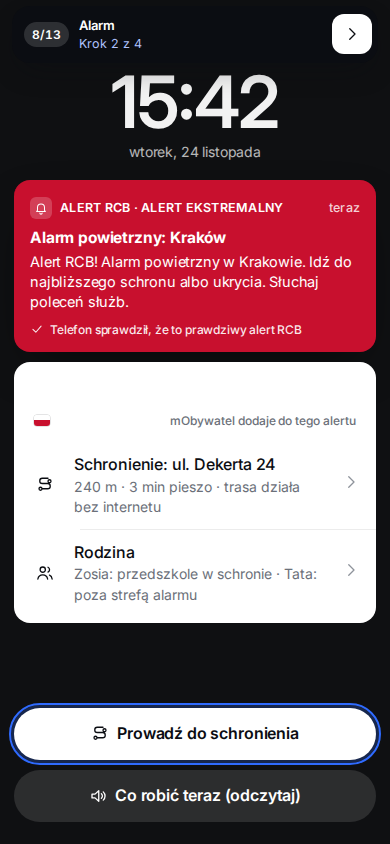 8/13
Alarm
Krok 2 z 4
15:42
wtorek, 24 listopada
ALERT RCB · ALERT EKSTREMALNY
teraz
Alarm powietrzny: Kraków
Alert RCB! Alarm powietrzny w Krakowie. Idź do
najbliższego schronu albo ukrycia. Słuchaj
poleceń służb.
Telefon sprawdził, że to prawdziwy alert RCB
mObywatel dodaje do tego alertu
Schronienie: ul. Dekerta 24
240 m · 3 min pieszo · trasa działa
bez internetu
Rodzina
Zosia: przedszkole w schronie · Tata:
poza strefą alarmu
Prowadź do schronienia
Co robić teraz (odczytaj)